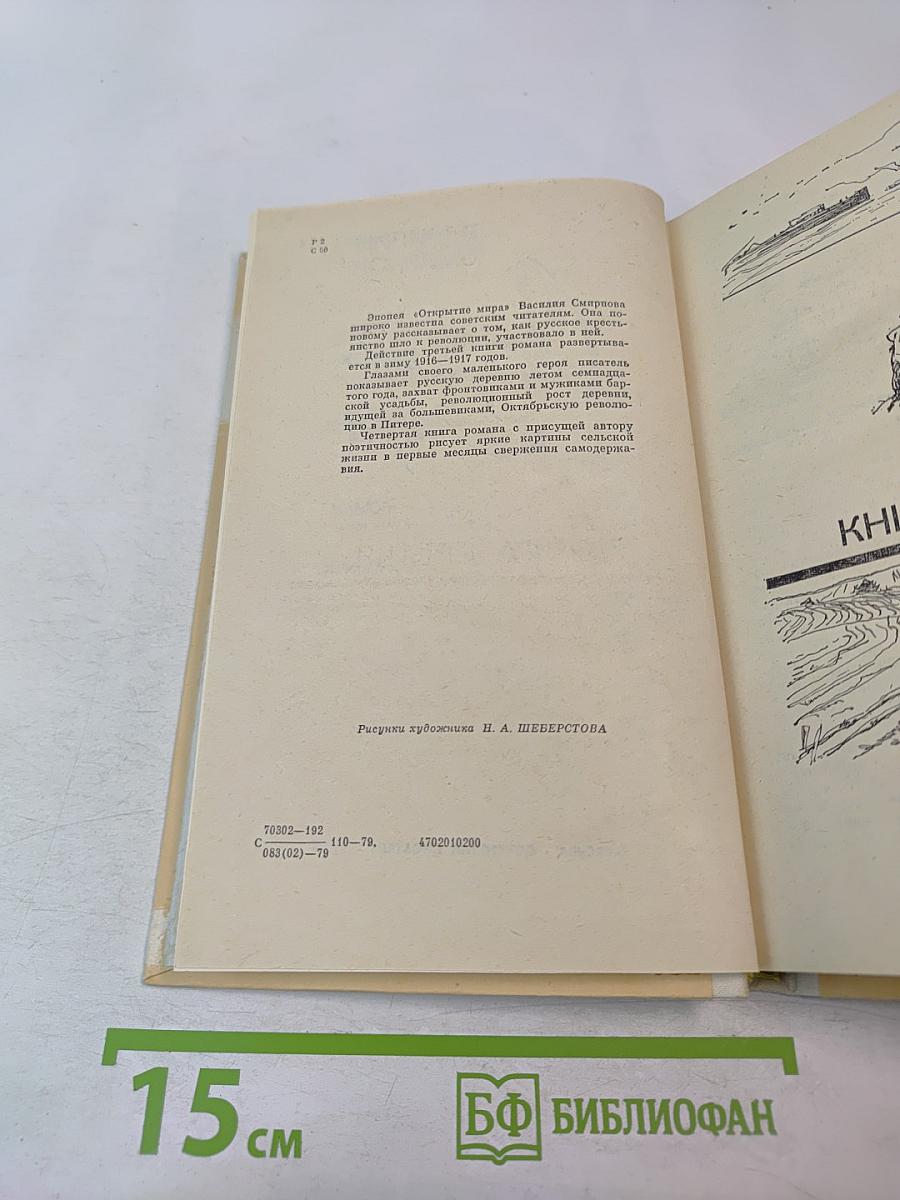 Р 2
С 50
Эпопея «Открытие мира» Василия Смирнова
широко известна советским читателям. Она по-
новому рассказывает о том, как русское кресть-
янство шло к революции, участвовало в ней.
Действие третьей книги романа развертыва-
ется в зиму 1916—1917 годов.
Глазами своего маленького героя писатель
показывает русскую деревню летом семнадца-
того года, захват фронтовиками и мужиками бар-
ской усадьбы, революционный рост деревни,
идущей за большевиками, Октябрьскую револю-
цию в Питере.
Четвертая книга романа с присущей автору
поэтичностью рисует яркие картины сельской
жизни в первые месяцы свержения самодержа-
вия.
Рисунки художника Н. А. ШЕБЕРСТОВА
70302—192
С 110—79. 4702010200
083(02)—79
КНИ
15 см
БФ БИБЛИОФАН